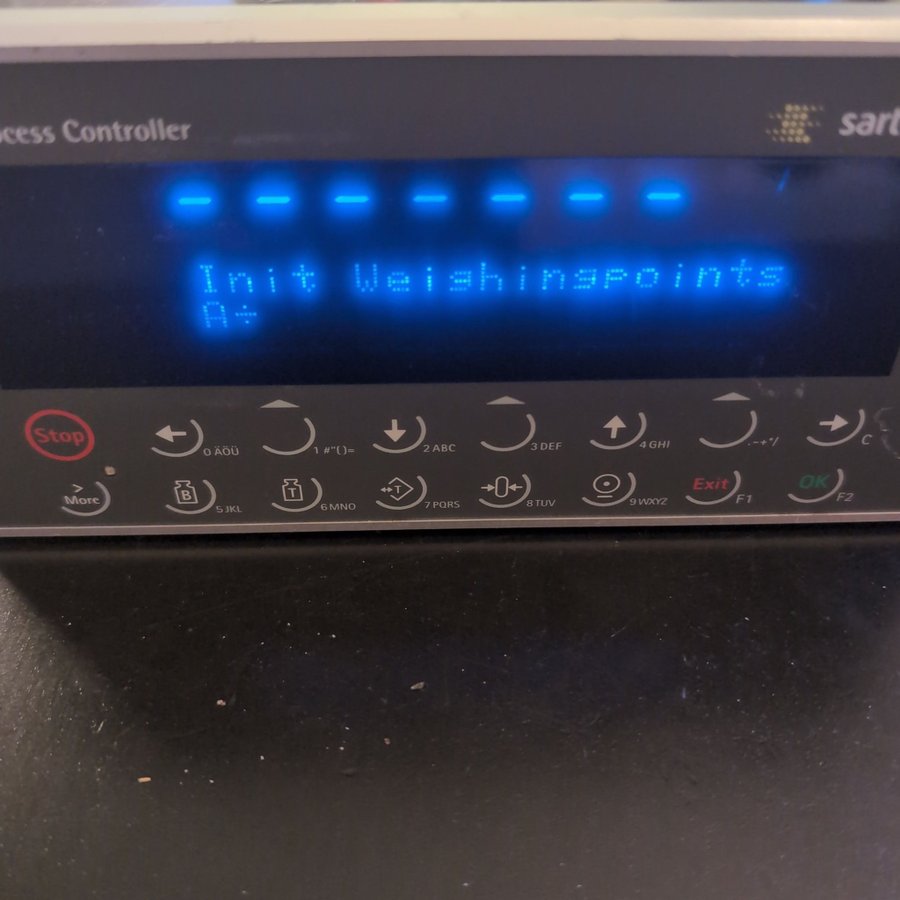 ocess Controller
sart
- - - - - - -
Init Weighingpoints
A÷
Stop
0 ÄÖÜ
1 #"()=
2 ABC
3 DEF
4 GHI
.-+*/
C
> More
B 5 JKL
T 6 MNO
T 7 PQRS
8 TUV
9 WXYZ
Exit F1
OK F2